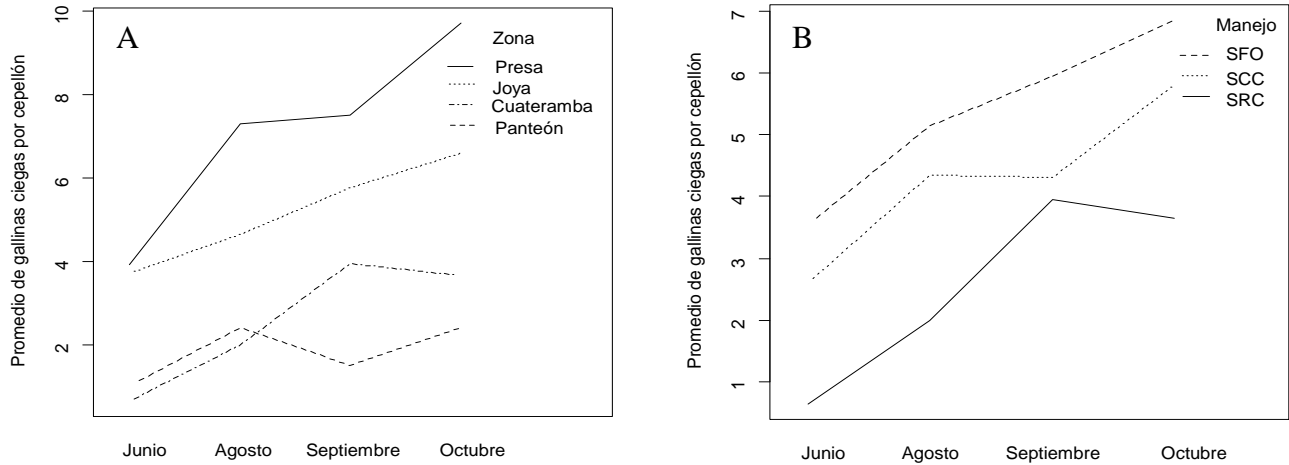 A
Promedio de gallinas ciegas por cepellón
10
8
6
4
2
Zona
Presa
Joya
Cuateramba
Panteón
Junio Agosto Septiembre Octubre
B
Promedio de gallinas ciegas por cepellón
7
6
5
4
3
2
1
Manejo
SFO
SCC
SRC
Junio Agosto Septiembre Octubre